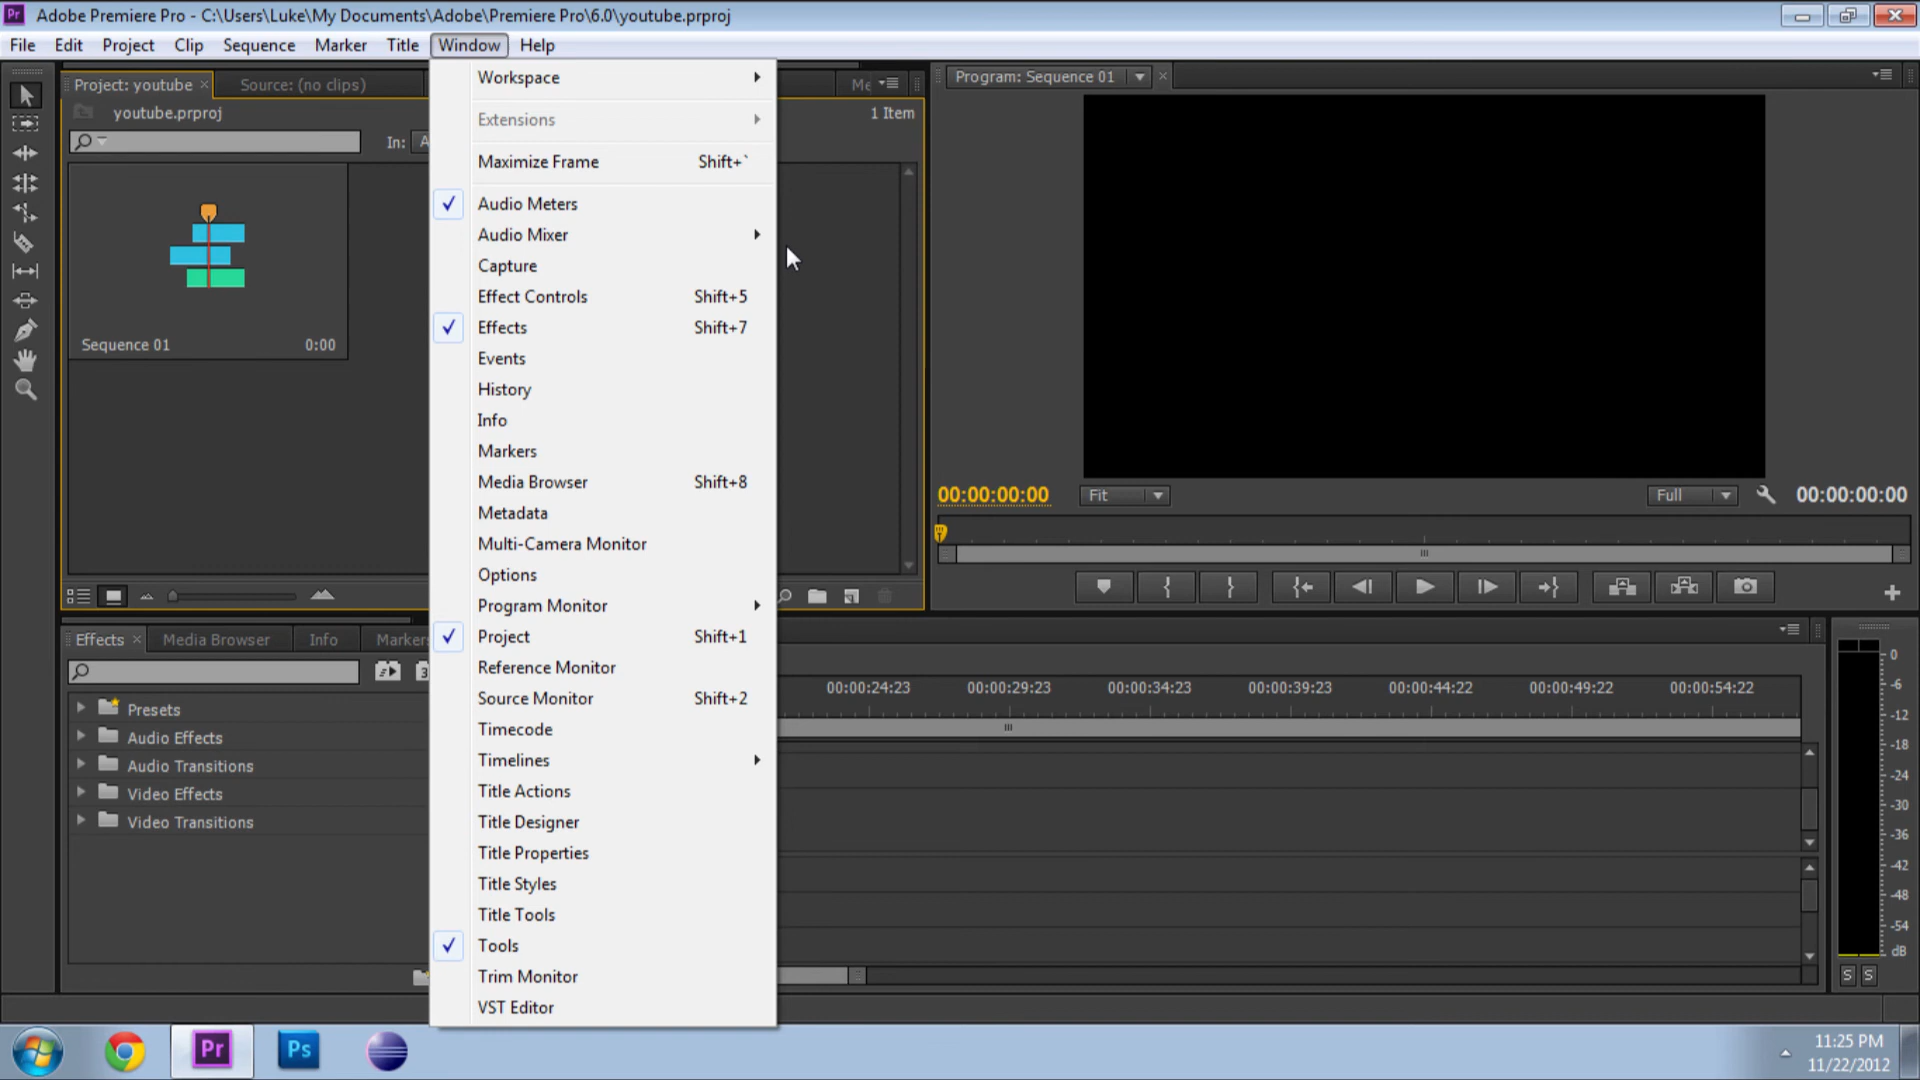 Pr Adobe Premiere Pro - C:\Users\Luke\My Documents\Adobe\Premiere Pro\6.0\youtube.prproj
File Edit Project Clip Sequence Marker Title Window Help
Project: youtube Source: (no clips)
Program: Sequence 01
youtube.prproj
1 Item
In:
Sequence 01 0:00
Workspace
Extensions
Maximize Frame Shift+`
Audio Meters
Audio Mixer
Capture
Effect Controls Shift+5
Effects Shift+7
Events
History
Info
Markers
Media Browser Shift+8
Metadata
Multi-Camera Monitor
Options
Program Monitor
Project Shift+1
Reference Monitor
Source Monitor Shift+2
Timecode
Timelines
Title Actions
Title Designer
Title Properties
Title Styles
Title Tools
Tools
Trim Monitor
VST Editor
00:00:00:00 Fit Full 00:00:00:00
Effects Media Browser Info Markers
Presets
Audio Effects
Audio Transitions
Video Effects
Video Transitions
00:00:24:23 00:00:29:23 00:00:34:23 00:00:39:23 00:00:44:22 00:00:49:22 00:00:54:22
0
-6
-12
-18
-24
-30
-36
-42
-48
-54
dB
S S
Pr Ps
11:25 PM
11/22/2012